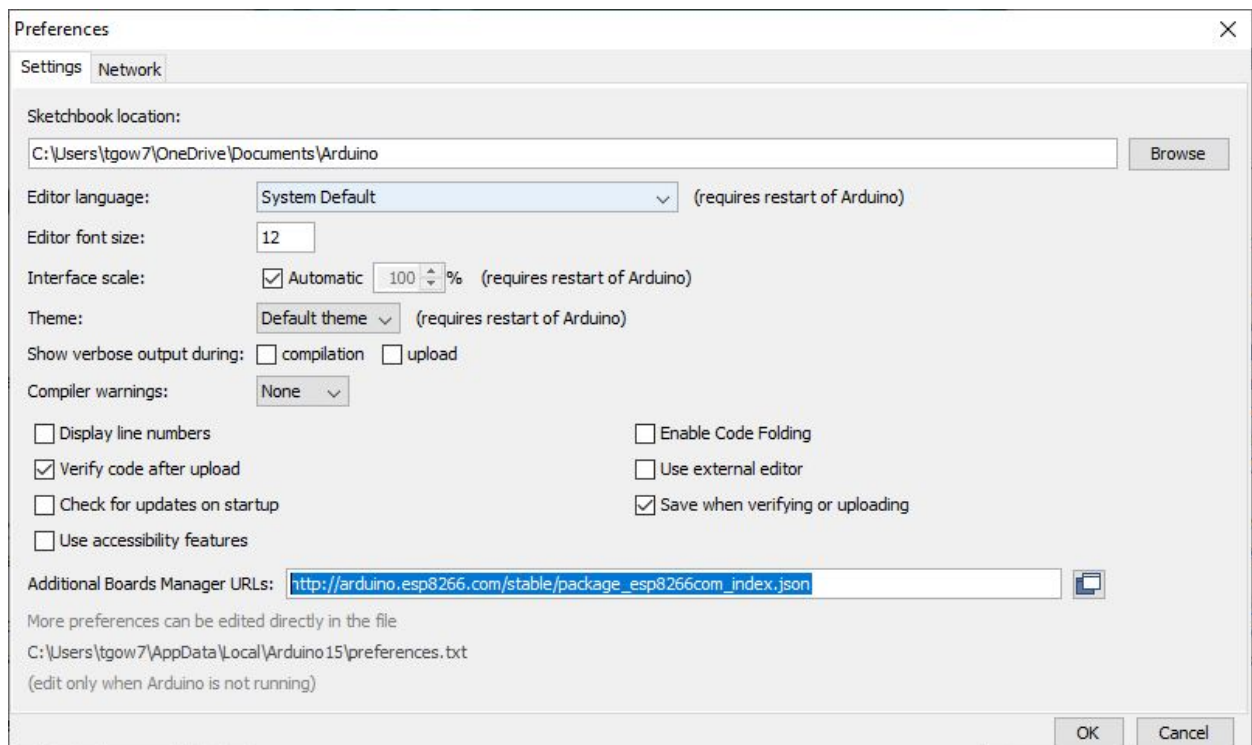 Preferences
Settings Network
Sketchbook location:
C:\Users\tgow7\OneDrive\Documents\Arduino Browse
Editor language: System Default (requires restart of Arduino)
Editor font size: 12
Interface scale: Automatic 100 % (requires restart of Arduino)
Theme: Default theme (requires restart of Arduino)
Show verbose output during: compilation upload
Compiler warnings: None
Display line numbers Enable Code Folding
Verify code after upload Use external editor
Check for updates on startup Save when verifying or uploading
Use accessibility features
Additional Boards Manager URLs: http://arduino.esp8266.com/stable/package_esp8266com_index.json
More preferences can be edited directly in the file
C:\Users\tgow7\AppData\Local\Arduino15\preferences.txt
(edit only when Arduino is not running)
OK Cancel